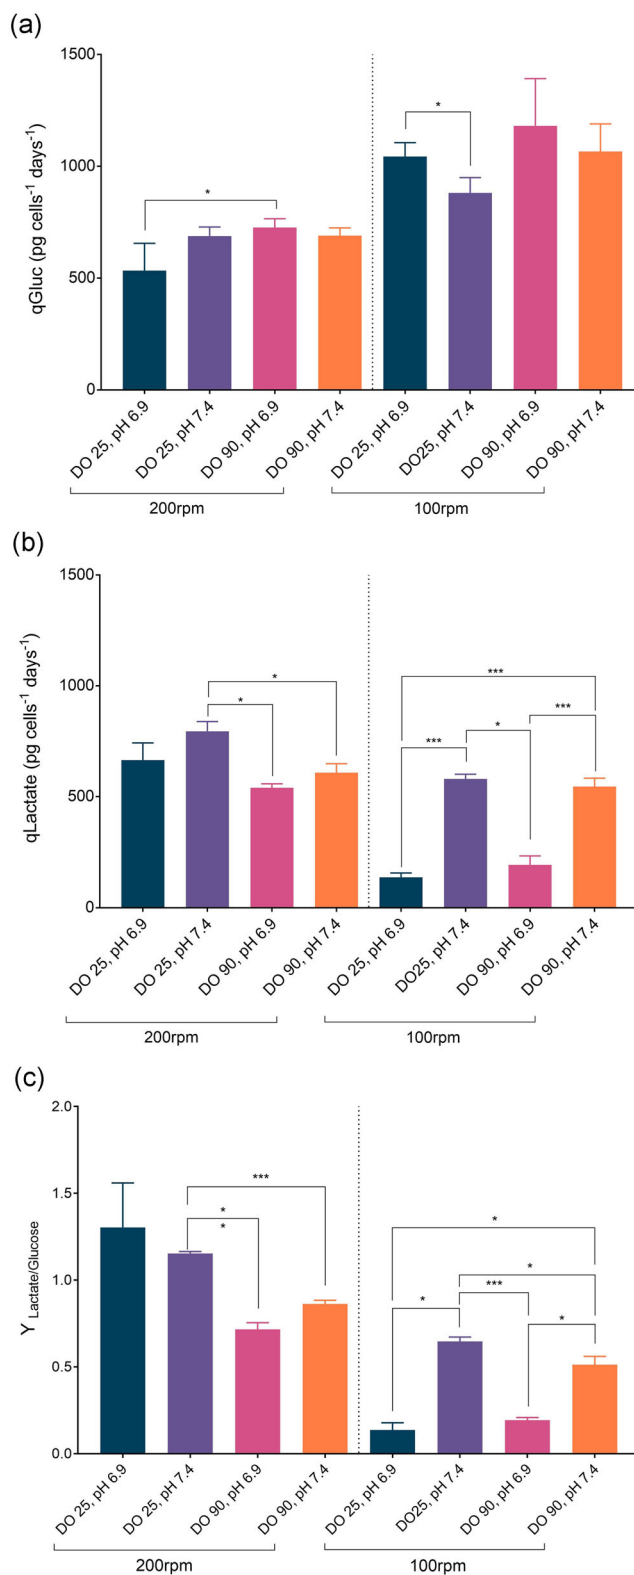 (a)
qGluc (pg cells⁻¹ days⁻¹)
1500
1000
500
0
*
*
DO 25, pH 6.9
DO 25, pH 7.4
DO 90, pH 6.9
DO 90, pH 7.4
DO 25, pH 6.9
DO25, pH 7.4
DO 90, pH 6.9
DO 90, pH 7.4
200rpm
100rpm
(b)
qLactate (pg cells⁻¹ days⁻¹)
1500
1000
500
0
*
*
***
***
*
***
DO 25, pH 6.9
DO 25, pH 7.4
DO 90, pH 6.9
DO 90, pH 7.4
DO 25, pH 6.9
DO25, pH 7.4
DO 90, pH 6.9
DO 90, pH 7.4
200rpm
100rpm
(c)
Y Lactate/Glucose
2.0
1.5
1.0
0.5
0.0
***
*
*
*
*
***
*
*
DO 25, pH 6.9
DO 25, pH 7.4
DO 90, pH 6.9
DO 90, pH 7.4
DO 25, pH 6.9
DO25, pH 7.4
DO 90, pH 6.9
DO 90, pH 7.4
200rpm
100rpm